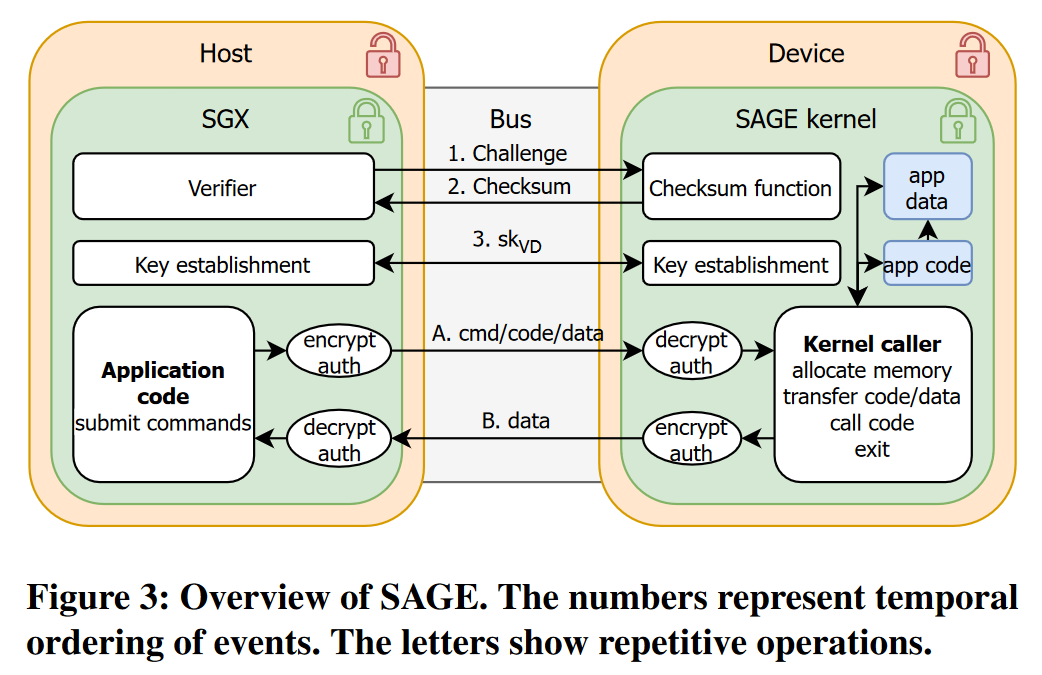 Host
Device
SGX
Bus
SAGE kernel
1. Challenge
Verifier
2. Checksum
Checksum function
app
data
3. sk_VD
Key establishment
Key establishment
app code
A. cmd/code/data
encrypt
auth
decrypt
auth
Application
code
submit commands
Kernel caller
allocate memory
transfer code/data
call code
exit
B. data
decrypt
auth
encrypt
auth
Figure 3: Overview of SAGE. The numbers represent temporal
ordering of events. The letters show repetitive operations.